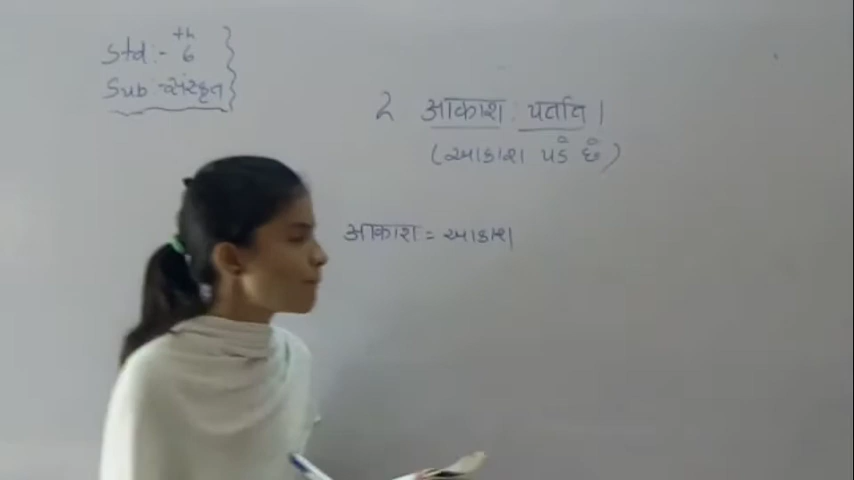 Std :- 6th
Sub :- संस्कृत
2 आकाश: पतति ।
(આકાશ પડે છે)
आकाश: = આકાશ